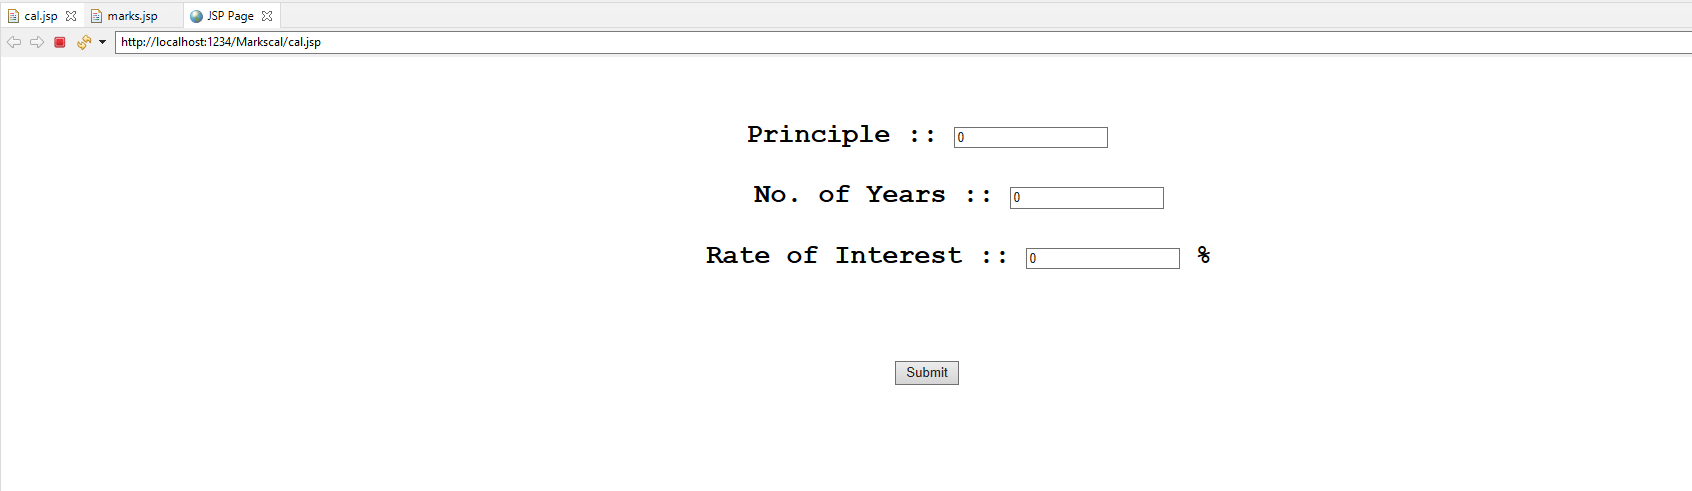 cal.jsp marks.jsp JSP Page
http://localhost:1234/Markscal/cal.jsp
Principle :: 0
No. of Years :: 0
Rate of Interest :: 0 %
Submit